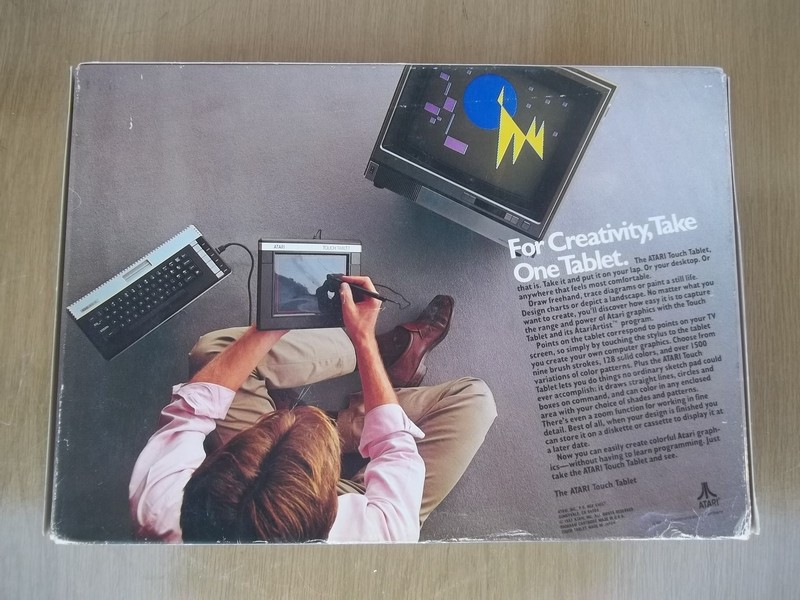 ATARI
TOUCH TABLET
For Creativity, Take
One Tablet. The ATARI Touch Tablet,
that is. Take it and put it on your lap. Or your desktop. Or
anywhere that feels most comfortable.
Draw freehand, trace diagrams or paint a still life.
Design charts or depict a landscape. No matter what you
want to create, you'll discover how easy it is to capture
the range and power of Atari graphics with the Touch
Tablet and its AtariArtist™ program.
Points on the tablet correspond to points on your TV
screen, so simply by touching the stylus to the tablet
you create your own computer graphics. Choose from
nine brush strokes, 128 solid colors, and over 1500
variations of color patterns. Plus the ATARI Touch
Tablet lets you do things no ordinary sketch pad could
ever accomplish: it draws straight lines, circles and
boxes on command, and can color in any enclosed
area with your choice of shades and patterns.
There's even a zoom function for working in fine
detail. Best of all, when your design is finished you
can store it on a diskette or cassette to display it at
a later date.
Now you can easily create colorful Atari graph-
ics—without having to learn programming. Just
take the ATARI Touch Tablet and see.
The ATARI Touch Tablet
ATARI